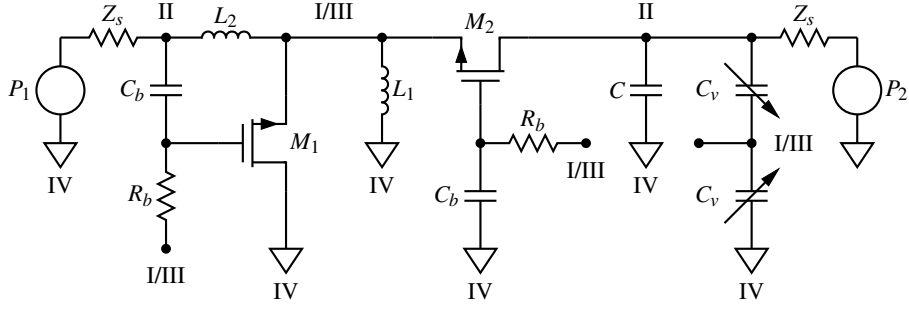 Z_s II L_2 I/III M_2 II Z_s
P_1 C_b M_1 L_1 C C_v P_2
R_b I/III
IV R_b C_b I/III IV C_v
I/III IV IV IV IV